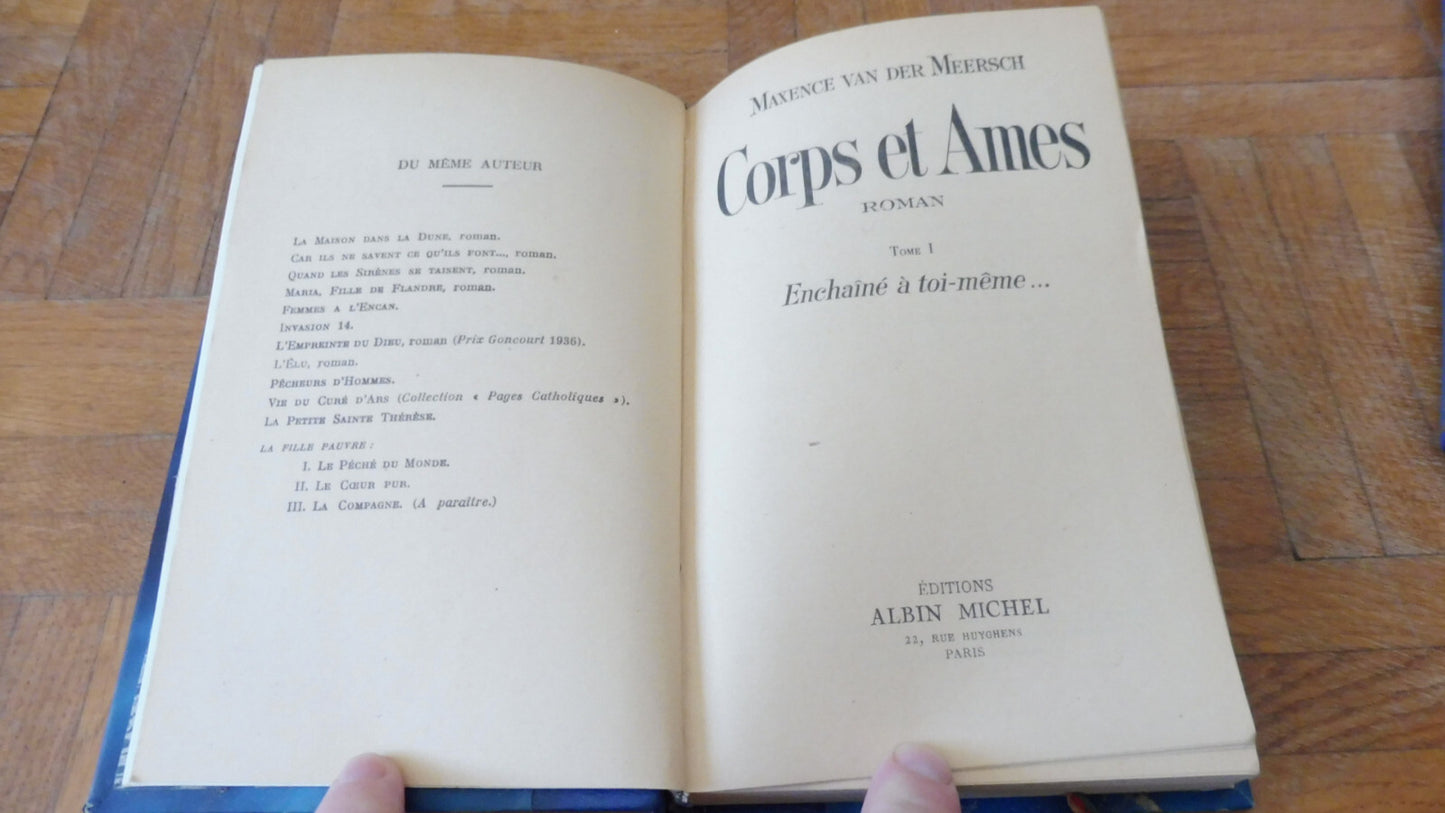 DU MÊME AUTEUR
LA MAISON DANS LA DUNE, roman.
CAR ILS NE SAVENT CE QU'ILS FONT..., roman.
QUAND LES SIRÈNES SE TAISENT, roman.
MARIA, FILLE DE FLANDRE, roman.
FEMMES A L'ENCAN.
INVASION 14.
L'EMPREINTE DU DIEU, roman (Prix Goncourt 1936).
L'ÉLU, roman.
PÊCHEURS D'HOMMES.
VIE DU CURÉ D'ARS (Collection « Pages Catholiques »).
LA PETITE SAINTE THÉRÈSE.
LA FILLE PAUVRE :
I. LE PÉCHÉ DU MONDE.
II. LE CŒUR PUR.
III. LA COMPAGNE. (A paraître.)
MAXENCE VAN DER MEERSCH
Corps et Ames
ROMAN
TOME I
Enchaîné à toi-même...
ÉDITIONS
ALBIN MICHEL
22, RUE HUYGHENS
PARIS